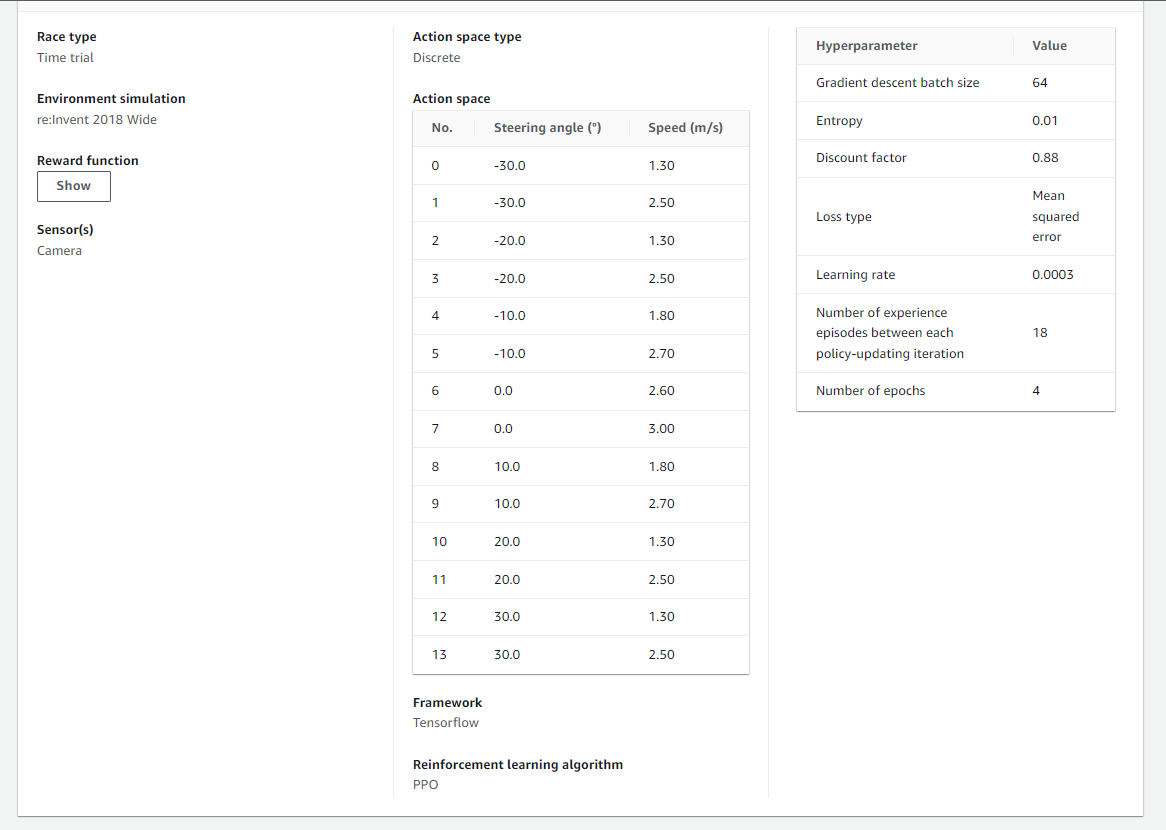 Race type
Time trial
Environment simulation
re:Invent 2018 Wide
Reward function
Show
Sensor(s)
Camera
Action space type
Discrete
Action space
No. Steering angle (°) Speed (m/s)
0 -30.0 1.30
1 -30.0 2.50
2 -20.0 1.30
3 -20.0 2.50
4 -10.0 1.80
5 -10.0 2.70
6 0.0 2.60
7 0.0 3.00
8 10.0 1.80
9 10.0 2.70
10 20.0 1.30
11 20.0 2.50
12 30.0 1.30
13 30.0 2.50
Framework
Tensorflow
Reinforcement learning algorithm
PPO
Hyperparameter Value
Gradient descent batch size 64
Entropy 0.01
Discount factor 0.88
Loss type Mean
squared
error
Learning rate 0.0003
Number of experience
episodes between each 18
policy-updating iteration
Number of epochs 4